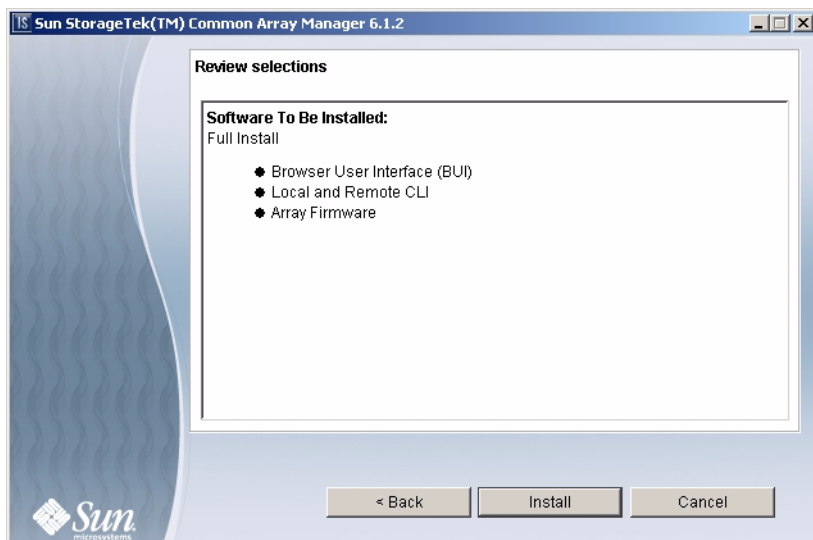 Sun StorageTek(TM) Common Array Manager 6.1.2
Review selections
Software To Be Installed:
Full Install
Browser User Interface (BUI)
Local and Remote CLI
Array Firmware
< Back
Install
Cancel
Sun
microsystems